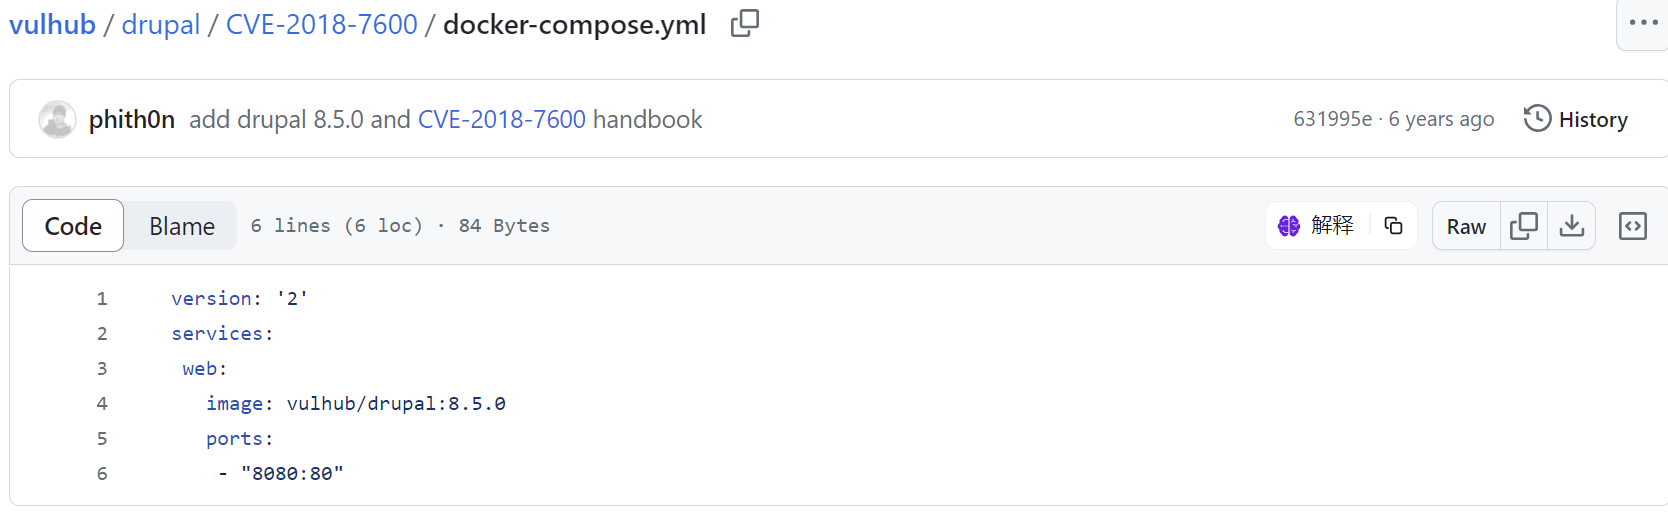 vulhub / drupal / CVE-2018-7600 / docker-compose.yml
phith0n add drupal 8.5.0 and CVE-2018-7600 handbook 631995e · 6 years ago History
Code Blame 6 lines (6 loc) · 84 Bytes 解释 Raw
1 version: '2'
2 services:
3  web:
4    image: vulhub/drupal:8.5.0
5    ports:
6     - "8080:80"